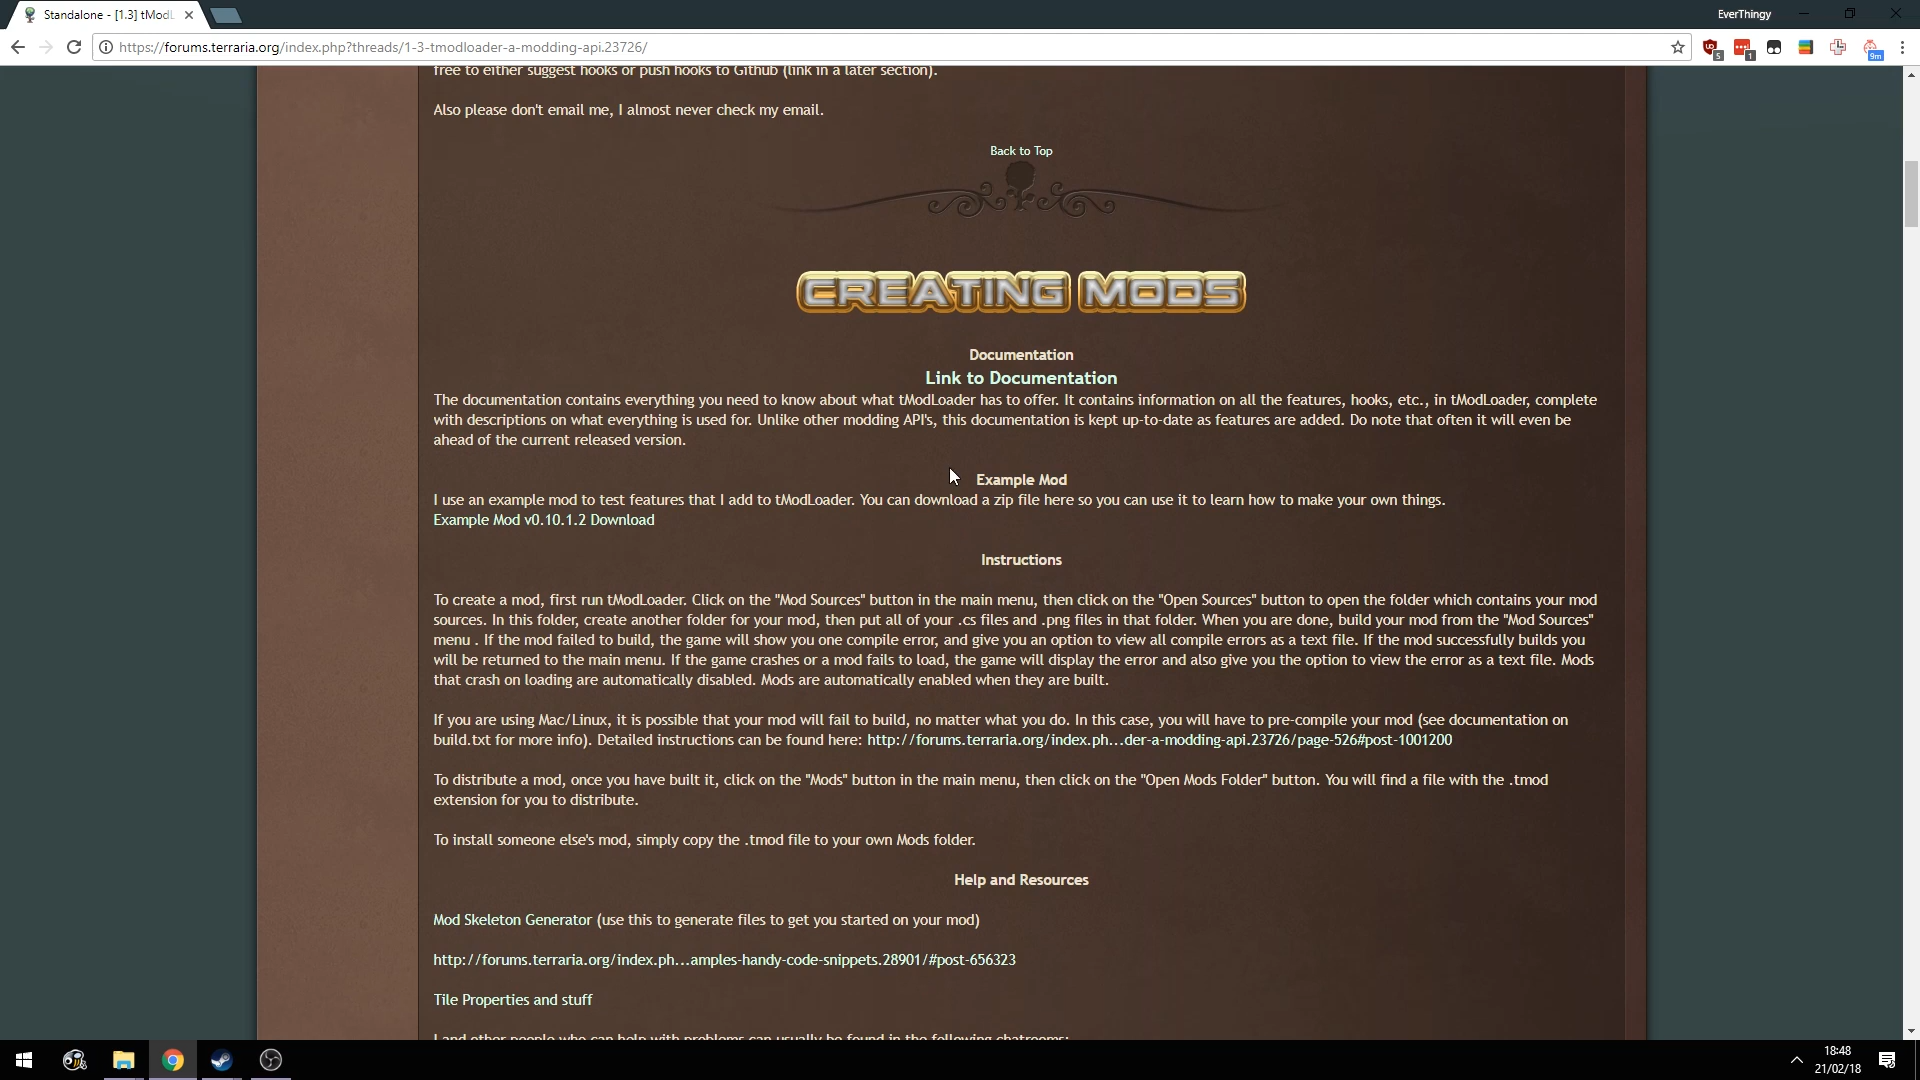 Standalone - [1.3] tModL
EverThingy
https://forums.terraria.org/index.php?threads/1-3-tmodloader-a-modding-api.23726/
5
1
9m
free to either suggest hooks or push hooks to Github (link in a later section).
Also please don't email me, I almost never check my email.
Back to Top
CREATING MODS
Documentation
Link to Documentation
The documentation contains everything you need to know about what tModLoader has to offer. It contains information on all the features, hooks, etc., in tModLoader, complete
with descriptions on what everything is used for. Unlike other modding API's, this documentation is kept up-to-date as features are added. Do note that often it will even be
ahead of the current released version.
Example Mod
I use an example mod to test features that I add to tModLoader. You can download a zip file here so you can use it to learn how to make your own things.
Example Mod v0.10.1.2 Download
Instructions
To create a mod, first run tModLoader. Click on the "Mod Sources" button in the main menu, then click on the "Open Sources" button to open the folder which contains your mod
sources. In this folder, create another folder for your mod, then put all of your .cs files and .png files in that folder. When you are done, build your mod from the "Mod Sources"
menu . If the mod failed to build, the game will show you one compile error, and give you an option to view all compile errors as a text file. If the mod successfully builds you
will be returned to the main menu. If the game crashes or a mod fails to load, the game will display the error and also give you the option to view the error as a text file. Mods
that crash on loading are automatically disabled. Mods are automatically enabled when they are built.
If you are using Mac/Linux, it is possible that your mod will fail to build, no matter what you do. In this case, you will have to pre-compile your mod (see documentation on
build.txt for more info). Detailed instructions can be found here: http://forums.terraria.org/index.ph...der-a-modding-api.23726/page-526#post-1001200
To distribute a mod, once you have built it, click on the "Mods" button in the main menu, then click on the "Open Mods Folder" button. You will find a file with the .tmod
extension for you to distribute.
To install someone else's mod, simply copy the .tmod file to your own Mods folder.
Help and Resources
Mod Skeleton Generator (use this to generate files to get you started on your mod)
http://forums.terraria.org/index.ph...amples-handy-code-snippets.28901/#post-656323
Tile Properties and stuff
I and other people who can help with problems can usually be found in the following chatrooms:
18:48
21/02/18